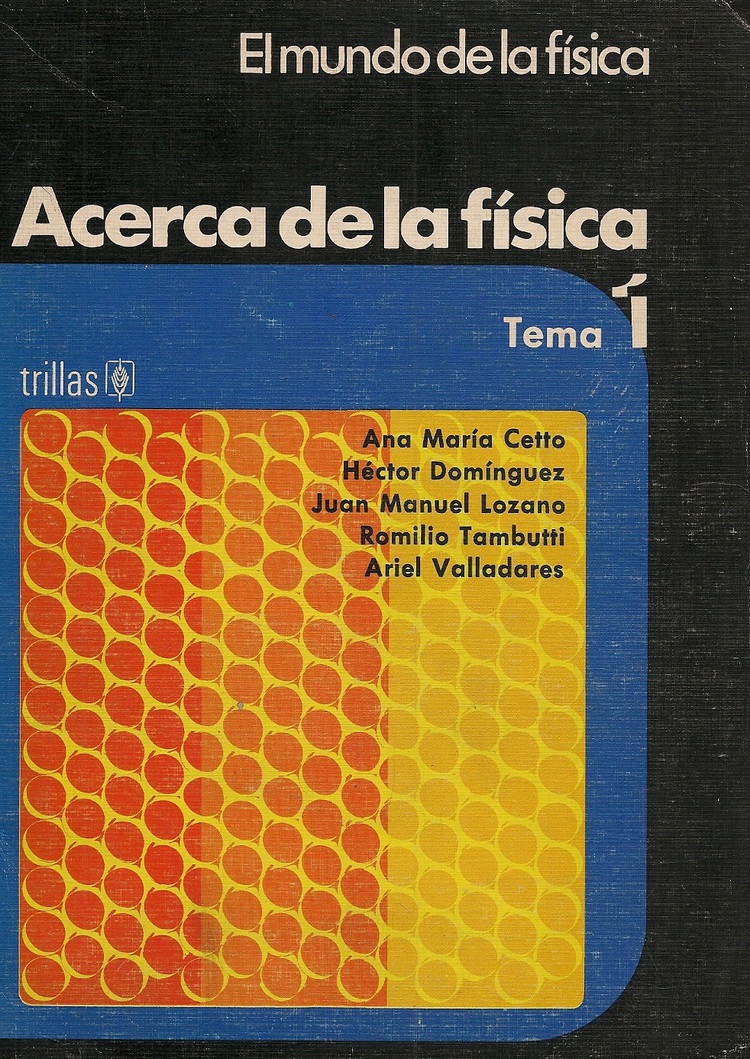 El mundo de la física
Acerca de la física
Tema 1
trillas
Ana María Cetto
Héctor Domínguez
Juan Manuel Lozano
Romilio Tambutti
Ariel Valladares